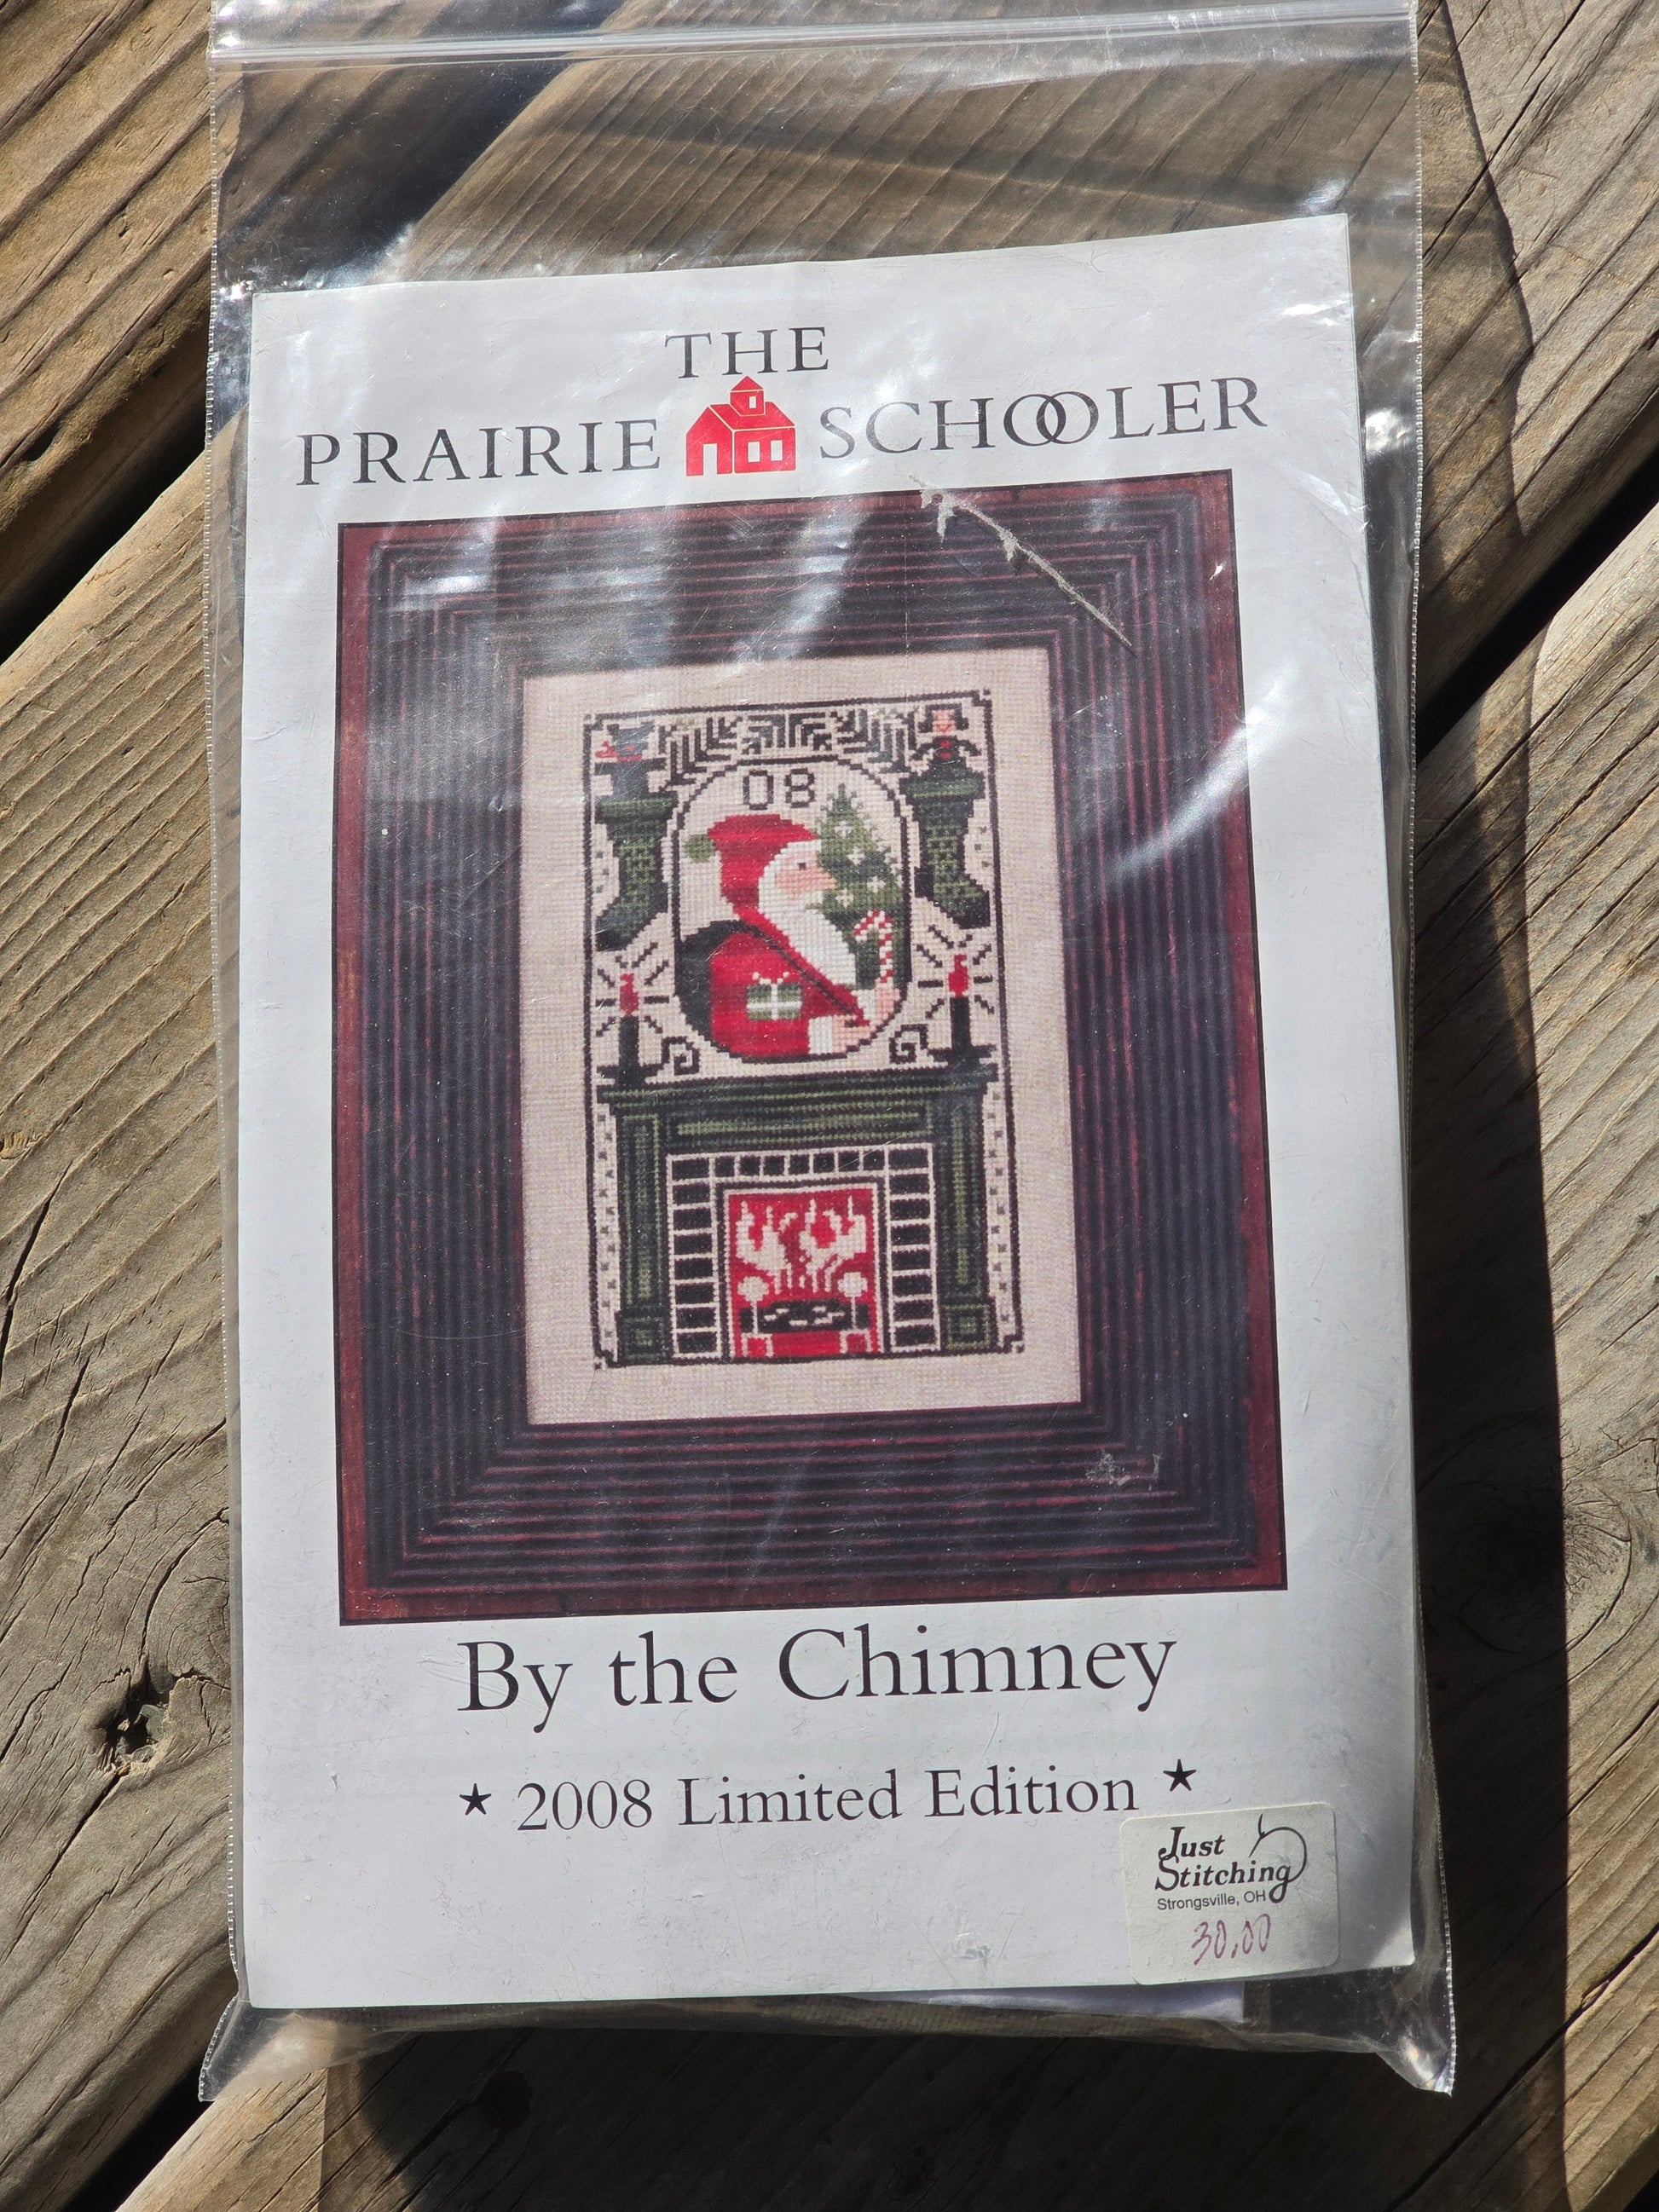 THE
PRAIRIE SCHOOLER
08
By the Chimney
★ 2008 Limited Edition ★
Just
Stitching
Strongsville, OH
30.00